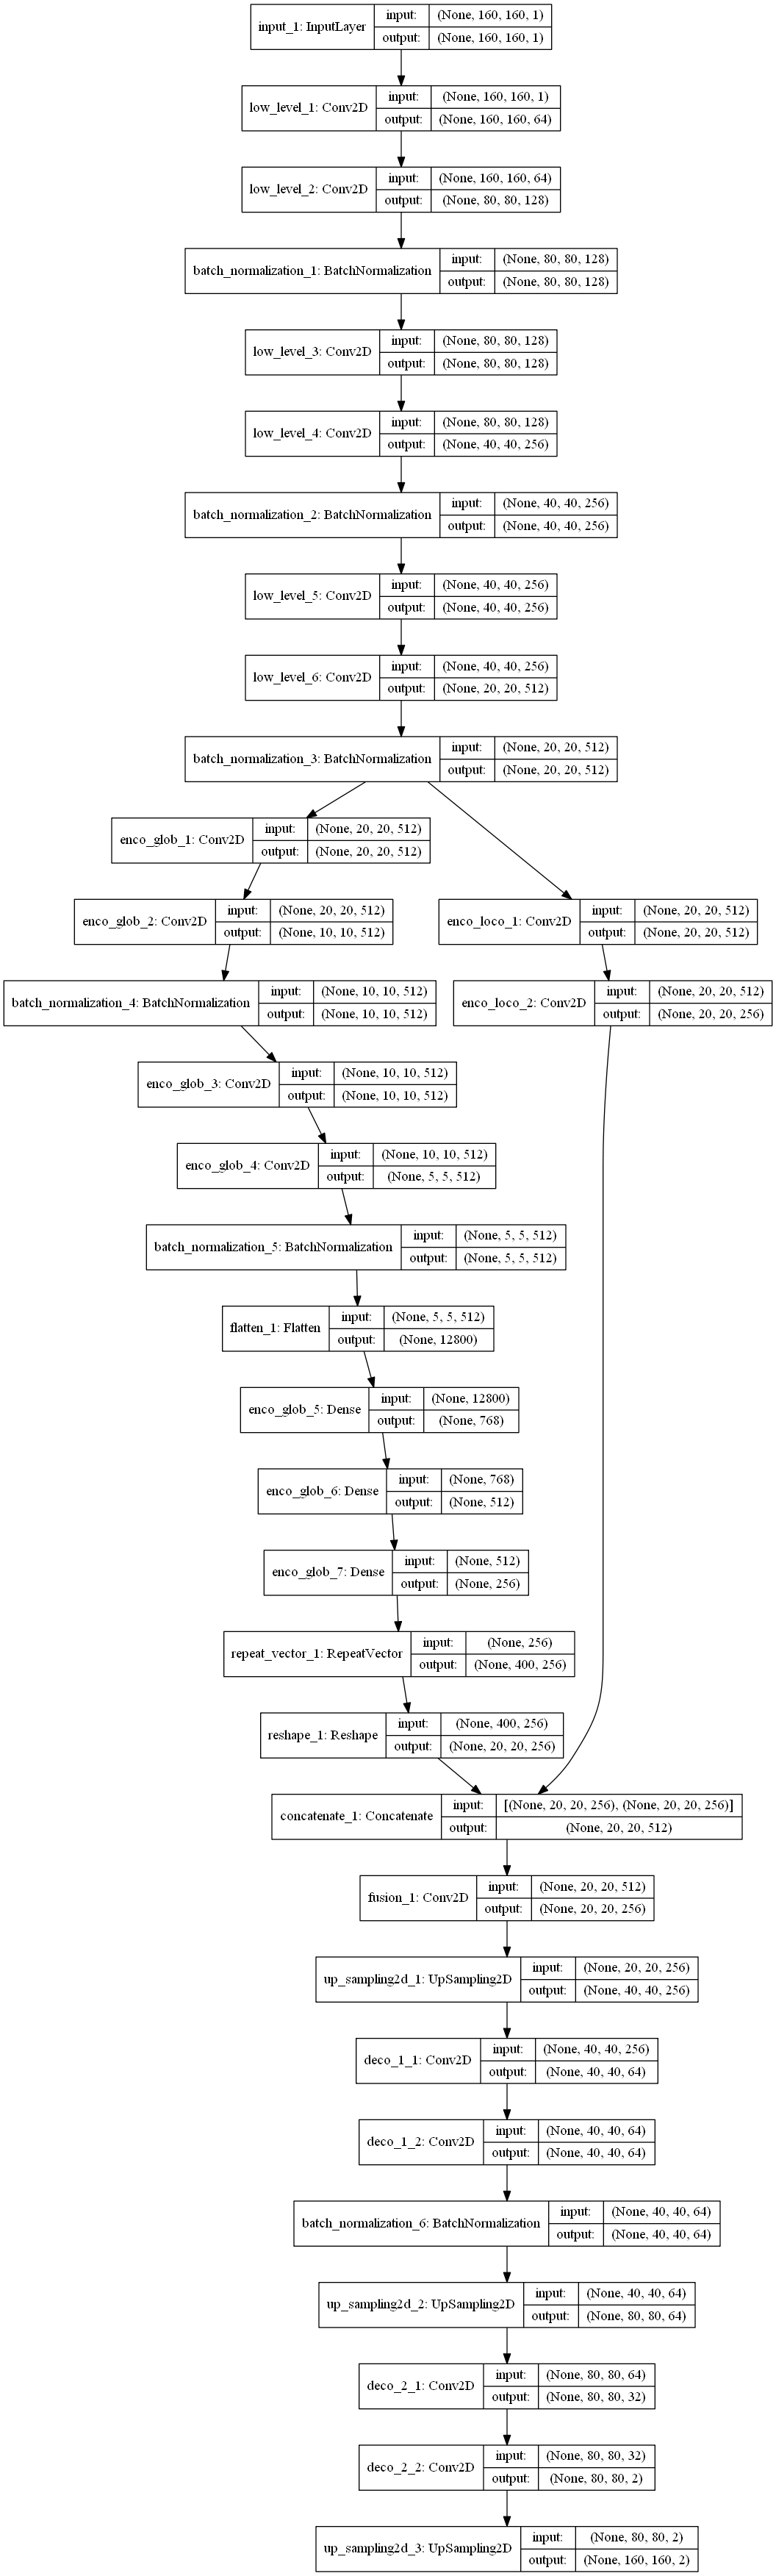 input_1: InputLayer
input: (None, 160, 160, 1)
output: (None, 160, 160, 1)
low_level_1: Conv2D
input: (None, 160, 160, 1)
output: (None, 160, 160, 64)
low_level_2: Conv2D
input: (None, 160, 160, 64)
output: (None, 80, 80, 128)
batch_normalization_1: BatchNormalization
input: (None, 80, 80, 128)
output: (None, 80, 80, 128)
low_level_3: Conv2D
input: (None, 80, 80, 128)
output: (None, 80, 80, 128)
low_level_4: Conv2D
input: (None, 80, 80, 128)
output: (None, 40, 40, 256)
batch_normalization_2: BatchNormalization
input: (None, 40, 40, 256)
output: (None, 40, 40, 256)
low_level_5: Conv2D
input: (None, 40, 40, 256)
output: (None, 40, 40, 256)
low_level_6: Conv2D
input: (None, 40, 40, 256)
output: (None, 20, 20, 512)
batch_normalization_3: BatchNormalization
input: (None, 20, 20, 512)
output: (None, 20, 20, 512)
enco_glob_1: Conv2D
input: (None, 20, 20, 512)
output: (None, 20, 20, 512)
enco_glob_2: Conv2D
input: (None, 20, 20, 512)
output: (None, 10, 10, 512)
enco_loco_1: Conv2D
input: (None, 20, 20, 512)
output: (None, 20, 20, 512)
batch_normalization_4: BatchNormalization
input: (None, 10, 10, 512)
output: (None, 10, 10, 512)
enco_loco_2: Conv2D
input: (None, 20, 20, 512)
output: (None, 20, 20, 256)
enco_glob_3: Conv2D
input: (None, 10, 10, 512)
output: (None, 10, 10, 512)
enco_glob_4: Conv2D
input: (None, 10, 10, 512)
output: (None, 5, 5, 512)
batch_normalization_5: BatchNormalization
input: (None, 5, 5, 512)
output: (None, 5, 5, 512)
flatten_1: Flatten
input: (None, 5, 5, 512)
output: (None, 12800)
enco_glob_5: Dense
input: (None, 12800)
output: (None, 768)
enco_glob_6: Dense
input: (None, 768)
output: (None, 512)
enco_glob_7: Dense
input: (None, 512)
output: (None, 256)
repeat_vector_1: RepeatVector
input: (None, 256)
output: (None, 400, 256)
reshape_1: Reshape
input: (None, 400, 256)
output: (None, 20, 20, 256)
concatenate_1: Concatenate
input: [(None, 20, 20, 256), (None, 20, 20, 256)]
output: (None, 20, 20, 512)
fusion_1: Conv2D
input: (None, 20, 20, 512)
output: (None, 20, 20, 256)
up_sampling2d_1: UpSampling2D
input: (None, 20, 20, 256)
output: (None, 40, 40, 256)
deco_1_1: Conv2D
input: (None, 40, 40, 256)
output: (None, 40, 40, 64)
deco_1_2: Conv2D
input: (None, 40, 40, 64)
output: (None, 40, 40, 64)
batch_normalization_6: BatchNormalization
input: (None, 40, 40, 64)
output: (None, 40, 40, 64)
up_sampling2d_2: UpSampling2D
input: (None, 40, 40, 64)
output: (None, 80, 80, 64)
deco_2_1: Conv2D
input: (None, 80, 80, 64)
output: (None, 80, 80, 32)
deco_2_2: Conv2D
input: (None, 80, 80, 32)
output: (None, 80, 80, 2)
up_sampling2d_3: UpSampling2D
input: (None, 80, 80, 2)
output: (None, 160, 160, 2)